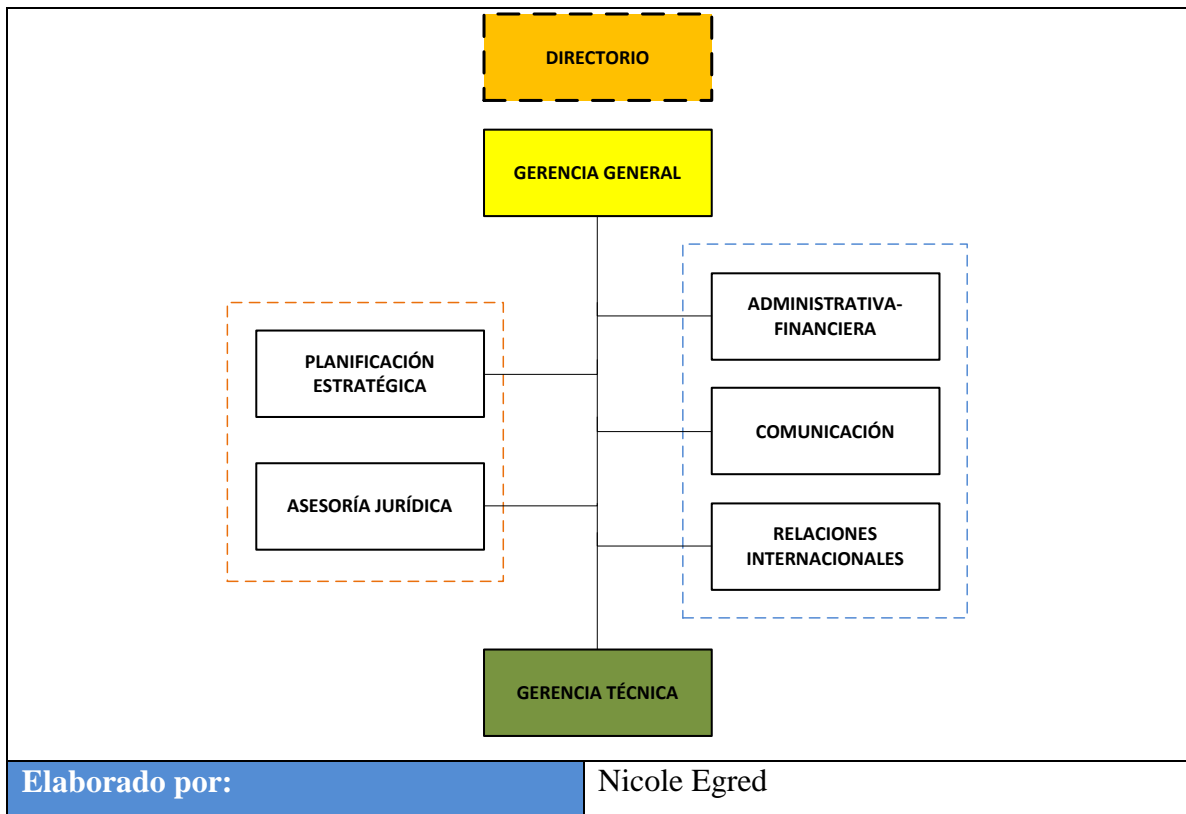 DIRECTORIO
GERENCIA GENERAL
ADMINISTRATIVA-
FINANCIERA
PLANIFICACIÓN
ESTRATÉGICA
COMUNICACIÓN
ASESORÍA JURÍDICA
RELACIONES
INTERNACIONALES
GERENCIA TÉCNICA
Elaborado por:
Nicole Egred